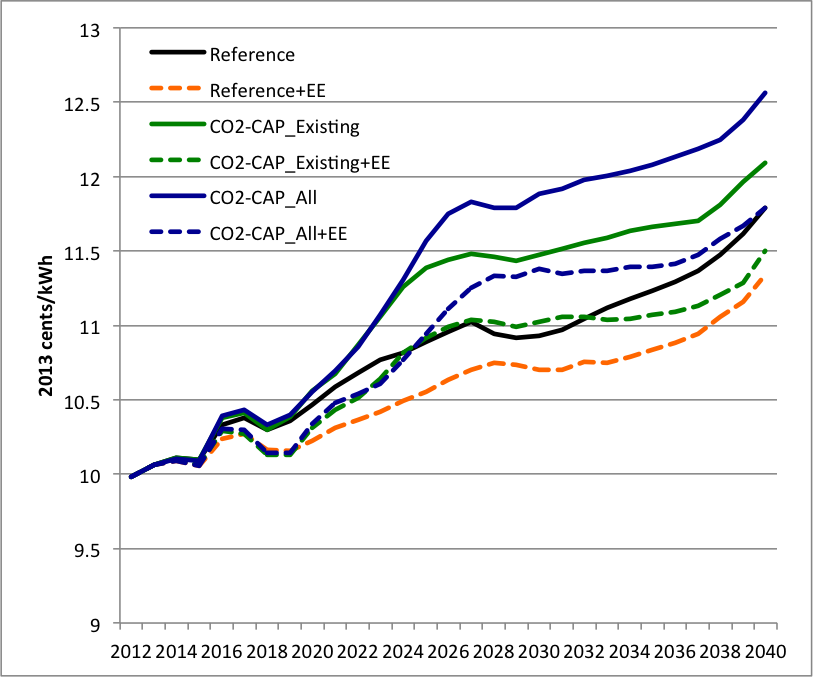 13
12.5
12
11.5
11
10.5
10
9.5
9
2013 cents/kWh
Reference
Reference+EE
CO2-CAP_Existing
CO2-CAP_Existing+EE
CO2-CAP_All
CO2-CAP_All+EE
2012 2014 2016 2018 2020 2022 2024 2026 2028 2030 2032 2034 2036 2038 2040